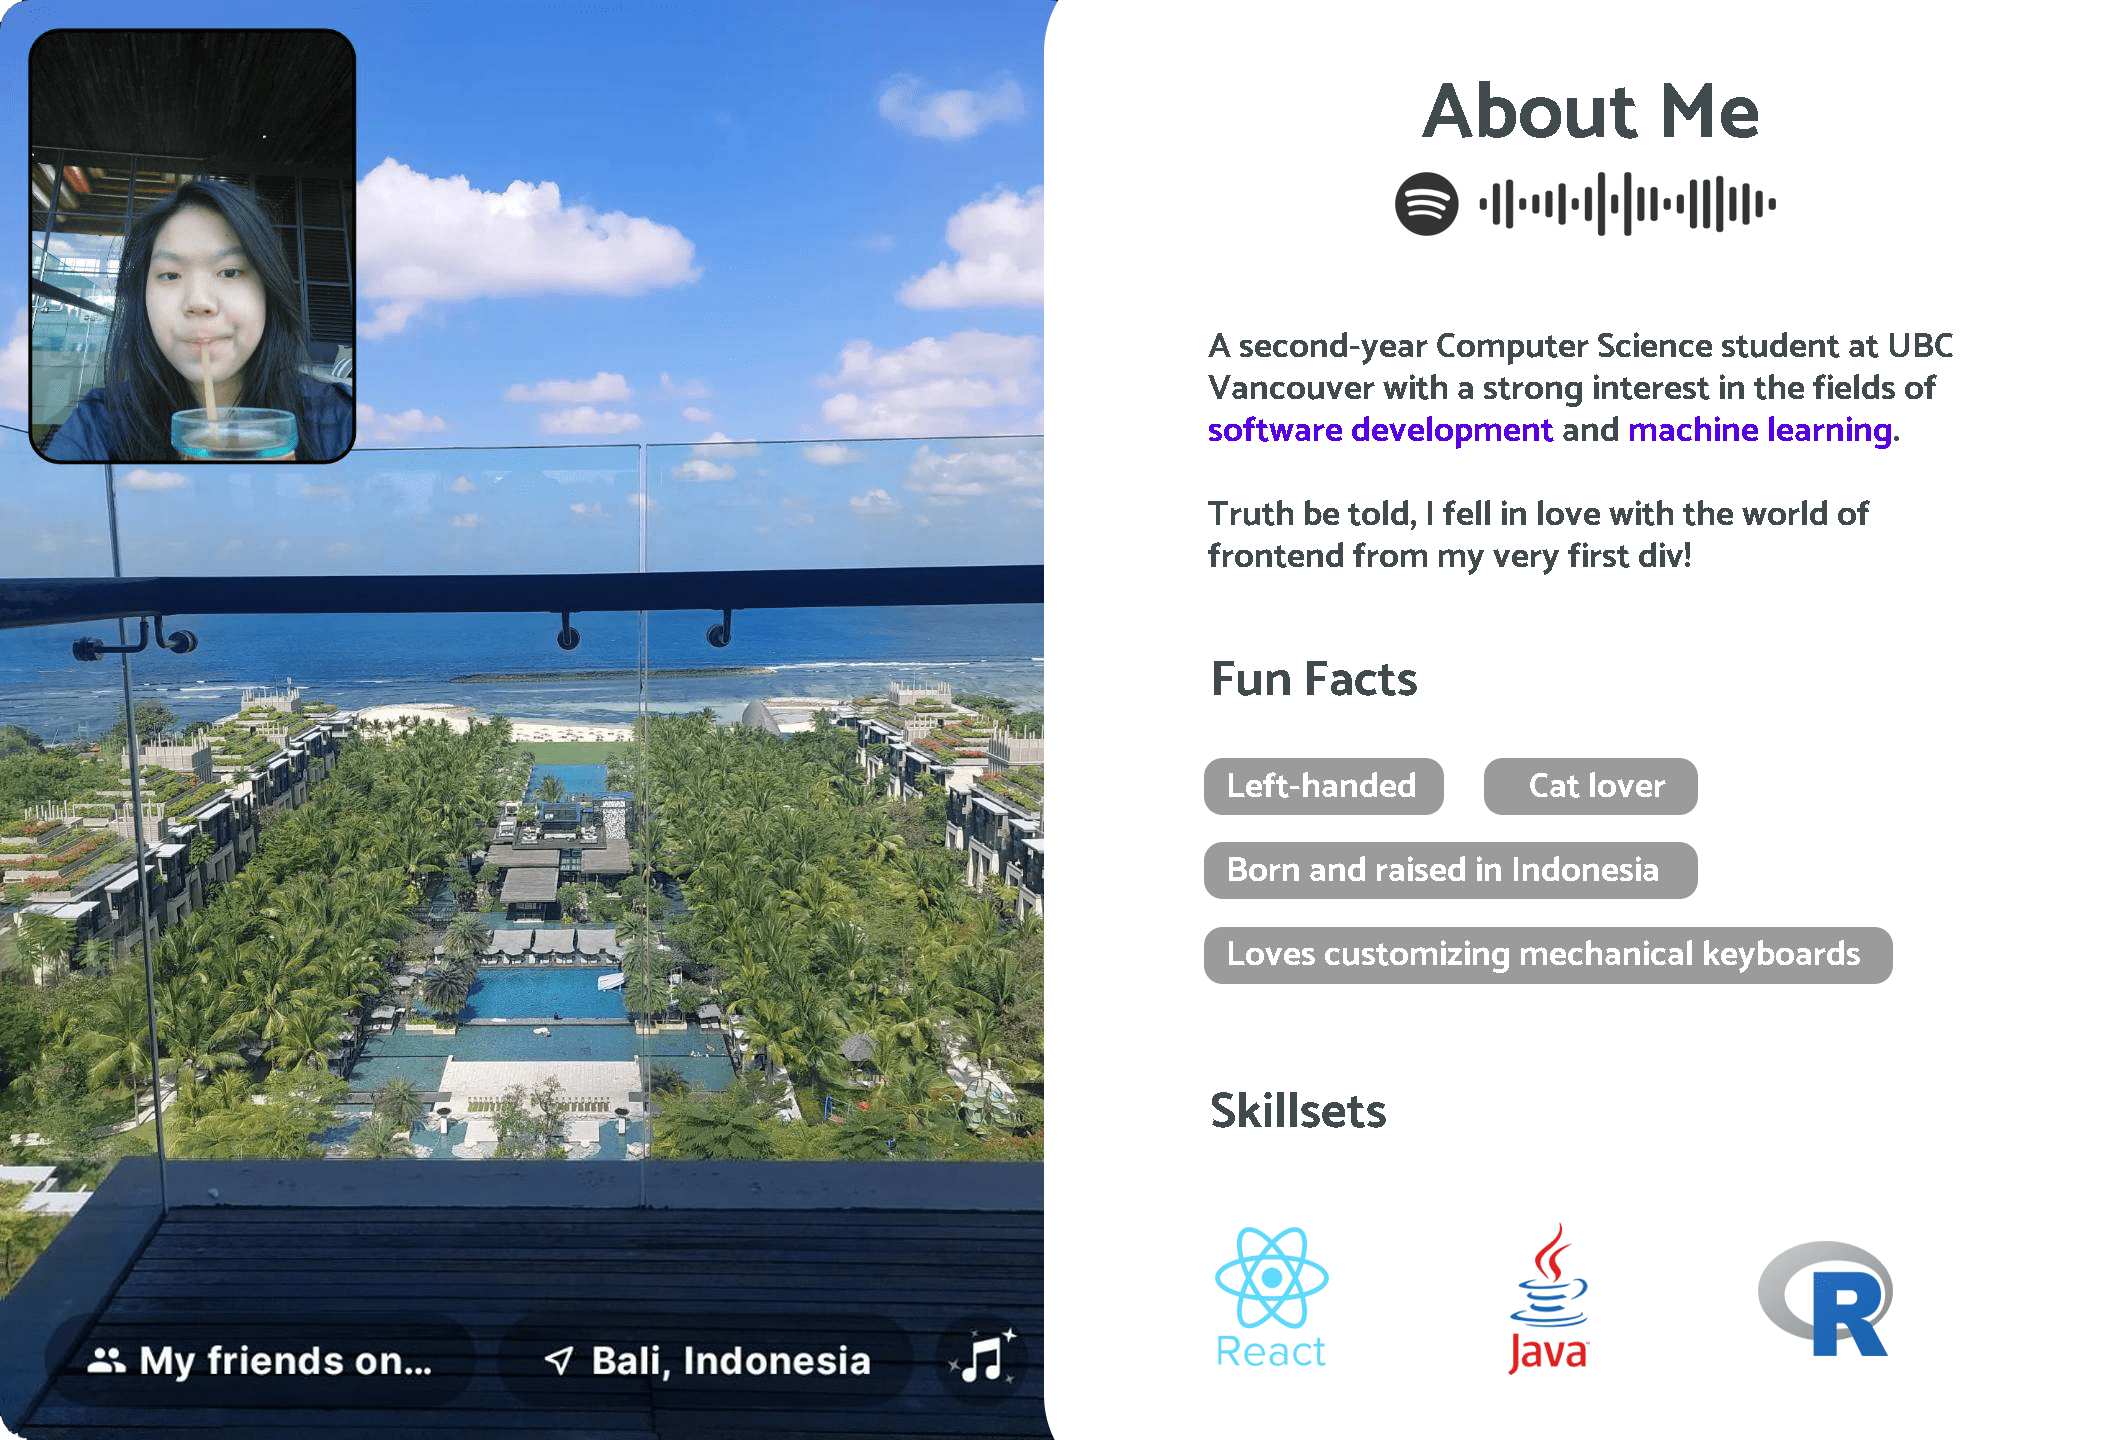 My friends on...
Bali, Indonesia
About Me
A second-year Computer Science student at UBC
Vancouver with a strong interest in the fields of
software development and machine learning.
Truth be told, I fell in love with the world of
frontend from my very first div!
Fun Facts
Left-handed
Cat lover
Born and raised in Indonesia
Loves customizing mechanical keyboards
Skillsets
React
Java
R